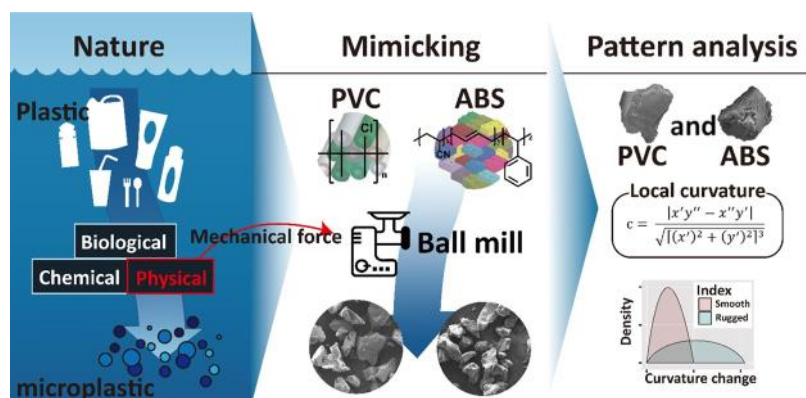 Nature
Plastic
Biological
Chemical
Physical
microplastic
Mimicking
PVC
ABS
Cl
n
CN
Mechanical force
Ball mill
Pattern analysis
and
PVC
ABS
Local curvature
c = |x'y'' − x''y'| / √[(x')² + (y')²]³
Index
Smooth
Rugged
Density
Curvature change